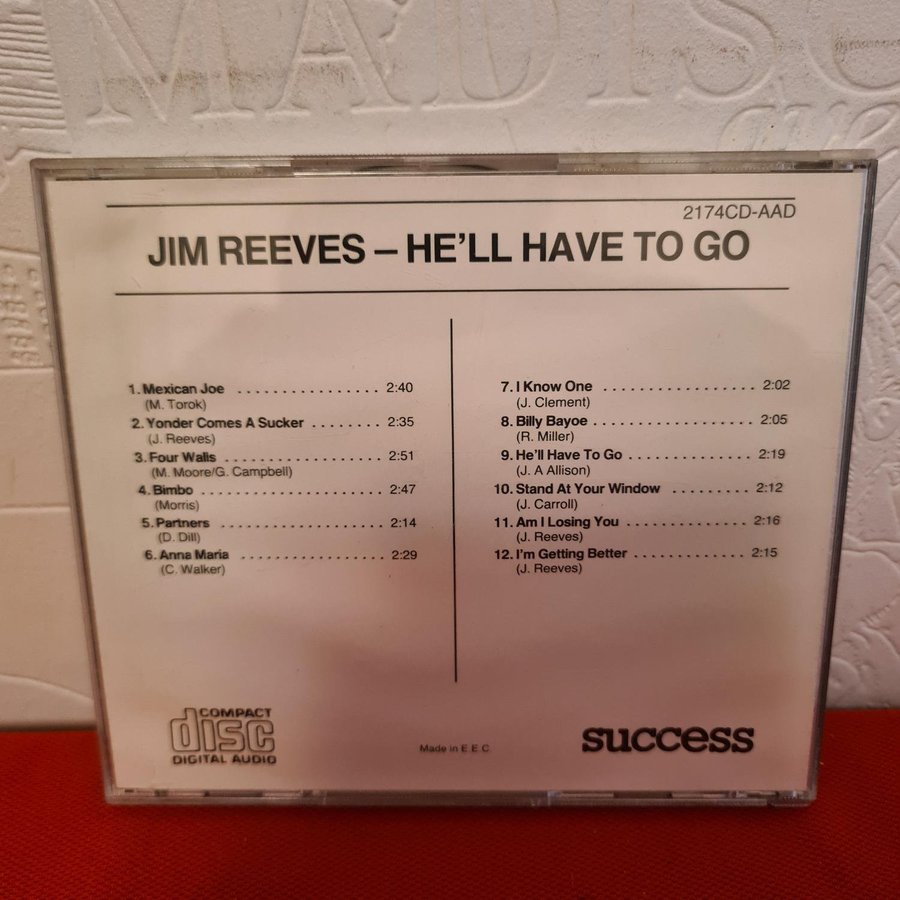 MADISO
ave
2174CD-AAD
JIM REEVES – HE'LL HAVE TO GO
1. Mexican Joe ................. 2:40
(M. Torok)
2. Yonder Comes A Sucker ........ 2:35
(J. Reeves)
3. Four Walls ................... 2:51
(M. Moore/G. Campbell)
4. Bimbo ...................... 2:47
(Morris)
5. Partners .................... 2:14
(D. Dill)
6. Anna Maria .................. 2:29
(C. Walker)
7. I Know One .................. 2:02
(J. Clement)
8. Billy Bayoe .................. 2:05
(R. Miller)
9. He'll Have To Go .............. 2:19
(J. A Allison)
10. Stand At Your Window ......... 2:12
(J. Carroll)
11. Am I Losing You .............. 2:16
(J. Reeves)
12. I'm Getting Better ............. 2:15
(J. Reeves)
COMPACT
disc
DIGITAL AUDIO
Made in E.E.C.
success